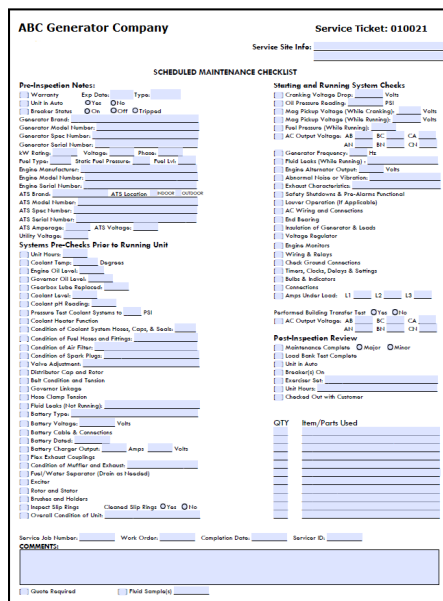 ABC Generator Company
Service Ticket: 010021
Service Site Info:
SCHEDULED MAINTENANCE CHECKLIST
Pre-Inspection Notes:
Warranty Exp Date: Type:
Unit in Auto Yes No
Breaker Status On Off Tripped
Generator Brand:
Generator Model Number:
Generator Spec Number:
Generator Serial Number:
kW Rating: Voltage: Phase:
Fuel Type: Static Fuel Pressure: Fuel Lvl:
Engine Manufacturer:
Engine Model Number:
Engine Serial Number:
ATS Brand: ATS Location INDOOR OUTDOOR
ATS Model Number:
ATS Spec Number:
ATS Serial Number:
ATS Amperage: ATS Voltage:
Utility Voltage:
Systems Pre-Checks Prior to Running Unit
Unit Hours:
Coolant Temp: Degrees
Engine Oil Level:
Governor Oil Level:
Gearbox Lube Replaced:
Coolant Level:
Coolant pH Reading:
Pressure Test Coolant Systems to PSI
Coolant Heater Function
Condition of Coolant System Hoses, Caps, & Seals:
Condition of Fuel Hoses and Fittings:
Condition of Air Filter:
Condition of Spark Plugs:
Valve Adjustment:
Distributor Cap and Rotor
Belt Condition and Tension
Governor Linkage
Hose Clamp Tension
Fluid Leaks (Not Running):
Battery Type:
Battery Voltage: Volts
Battery Cable & Connections
Battery Dated:
Battery Charger Output: Amps Volts
Flex Exhaust Couplings
Condition of Muffler and Exhaust:
Fuel/Water Separator (Drain as Needed)
Exciter
Rotor and Stator
Brushes and Holders
Inspect Slip Rings Cleaned Slip Rings Yes No
Overall Condition of Unit:
Starting and Running System Checks
Cranking Voltage Drop: Volts
Oil Pressure Reading: PSI
Mag Pickup Voltage (While Cranking): Volts
Mag Pickup Voltage (While Running): Volts
Fuel Pressure (While Running):
AC Output Voltage: AB BC CA
AN BN CN
Generator Frequency: Hz
Fluid Leaks (While Running) :
Engine Alternator Output: Volts
Abnormal Noise or Vibration:
Exhaust Characteristics:
Safety Shutdowns & Pre-Alarms Functional
Louver Operation (If Applicable)
AC Wiring and Connections
End Bearing
Insulation of Generator & Leads
Voltage Regulator
Engine Monitors
Wiring & Relays
Check Ground Connections
Timers, Clocks, Delays & Settings
Bulbs & Indicators
Connections
Amps Under Load: L1 L2 L3
Performed Building Transfer Test Yes No
AC Output Voltage: AB BC CA
AN BN CN
Post-Inspection Review
Maintenance Complete Major Minor
Load Bank Test Complete
Unit in Auto
Breaker(s) On
Exerciser Set:
Unit Hours:
Checked Out with Customer
QTY Item/Parts Used
Service Job Number: Work Order: Completion Date: Servicer ID:
COMMENTS:
Quote Required Fluid Sample(s)